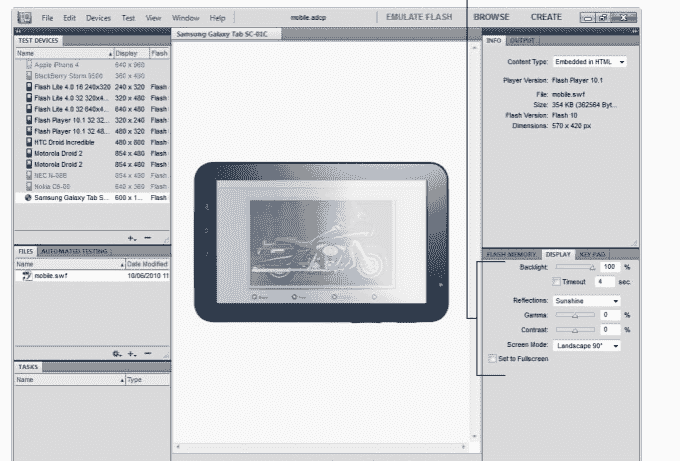 File Edit Devices Test View Window Help mobile.adcp EMULATE FLASH BROWSE CREATE
TEST DEVICES
Name Display Flash
Apple iPhone 4 640 x 960
BlackBerry Storm 9500 360 x 480
Flash Lite 4.0 16 240x320 240 x 320 Flash
Flash Lite 4.0 32 320x4... 320 x 480 Flash
Flash Lite 4.0 32 640x4... 640 x 480 Flash
Flash Player 10.1 32 32... 320 x 240 Flash
Flash Player 10.1 32 48... 480 x 320 Flash
HTC Droid Incredible 480 x 800 Flash
Motorola Droid 2 854 x 480 Flash
Motorola Droid 2 854 x 480 Flash
NEC N-08B 854 x 480 Flash
Nokia C6-00 640 x 360 Flash
Samsung Galaxy Tab S... 600 x 1... Flash
FILES AUTOMATED TESTING
Name Date Modified
mobile.swf 10/06/2010 11
TASKS
Name Type
Samsung Galaxy Tab SC-01C
INFO OUTPUT
Content Type: Embedded in HTML
Player Version: Flash Player 10.1
File: mobile.swf
Size: 354 KB (362564 Byt...
Flash Version: Flash 10
Dimensions: 570 x 420 px
FLASH MEMORY DISPLAY KEY PAD
Backlight: 100 %
Timeout 4 sec.
Reflections: Sunshine
Gamma: 0 %
Contrast: 0 %
Screen Mode: Landscape 90°
Set to Fullscreen